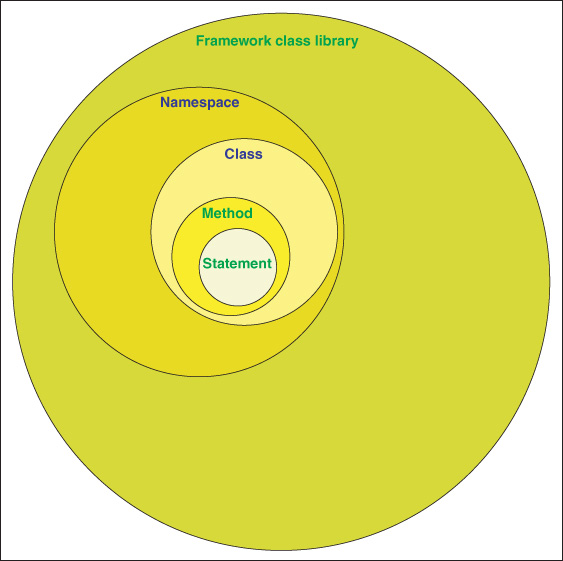 Framework class library
Namespace
Class
Method
Statement